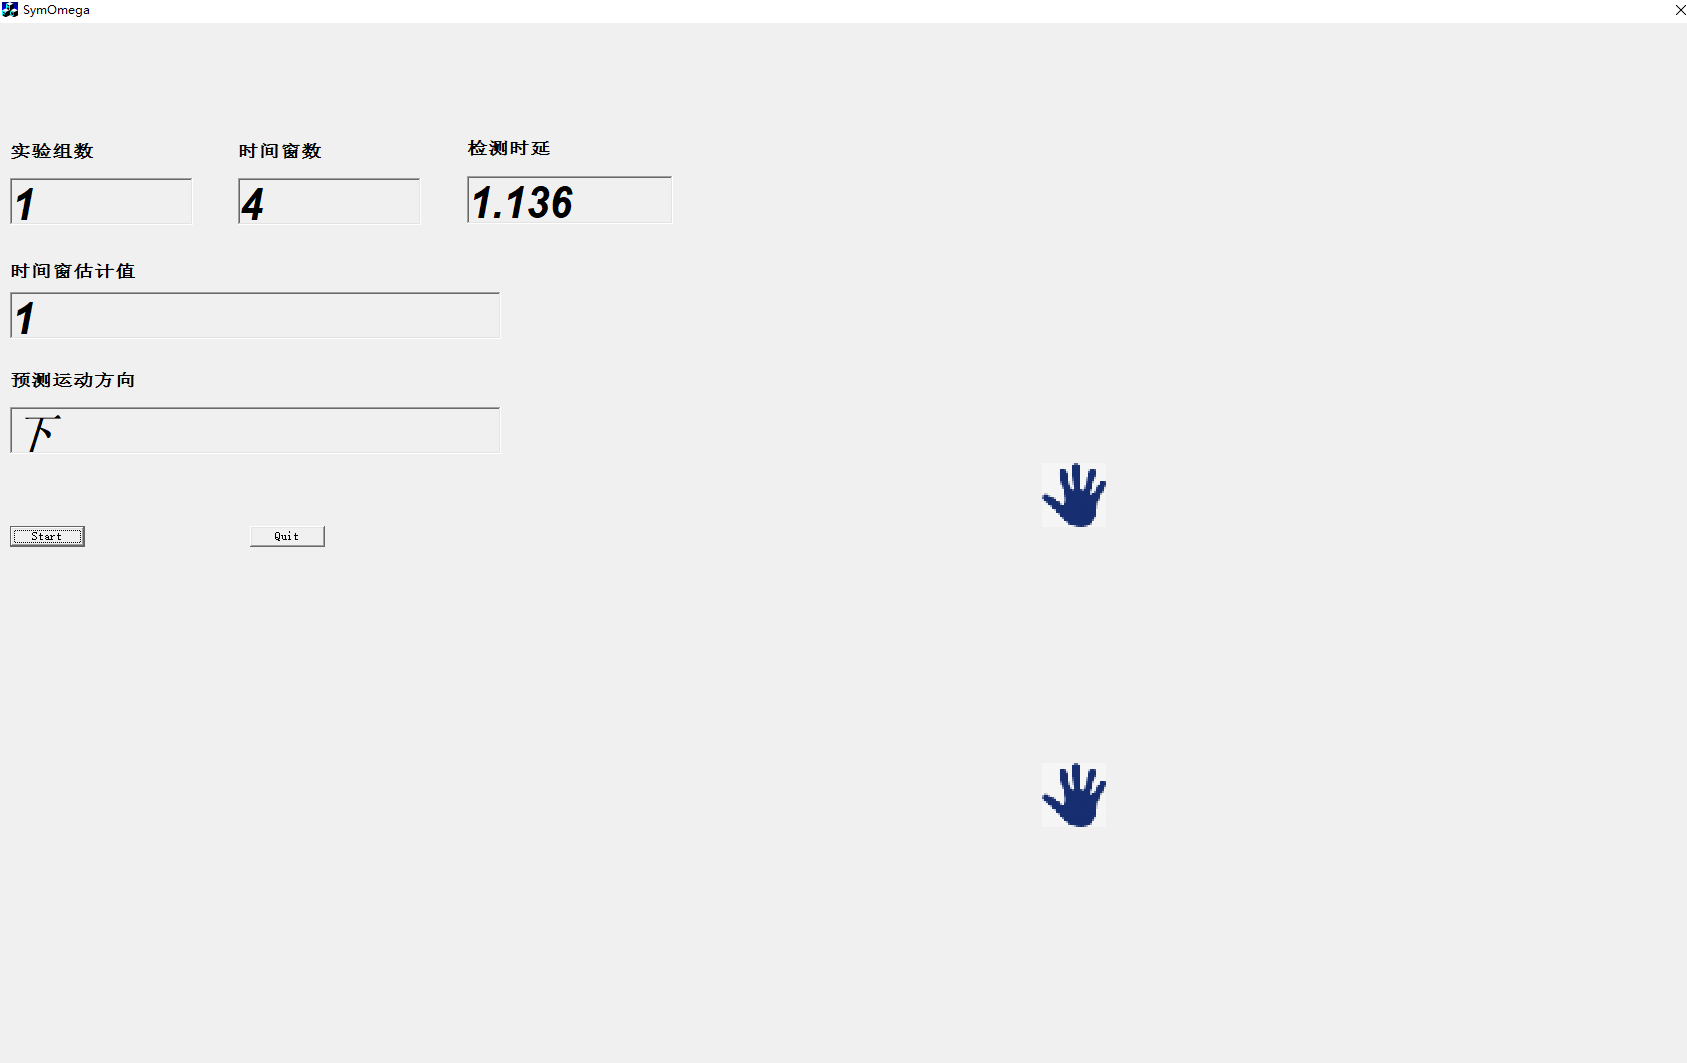 SymOmega
实验组数
时间窗数
检测时延
1
4
1.136
时间窗估计值
1
预测运动方向
下
Start
Quit